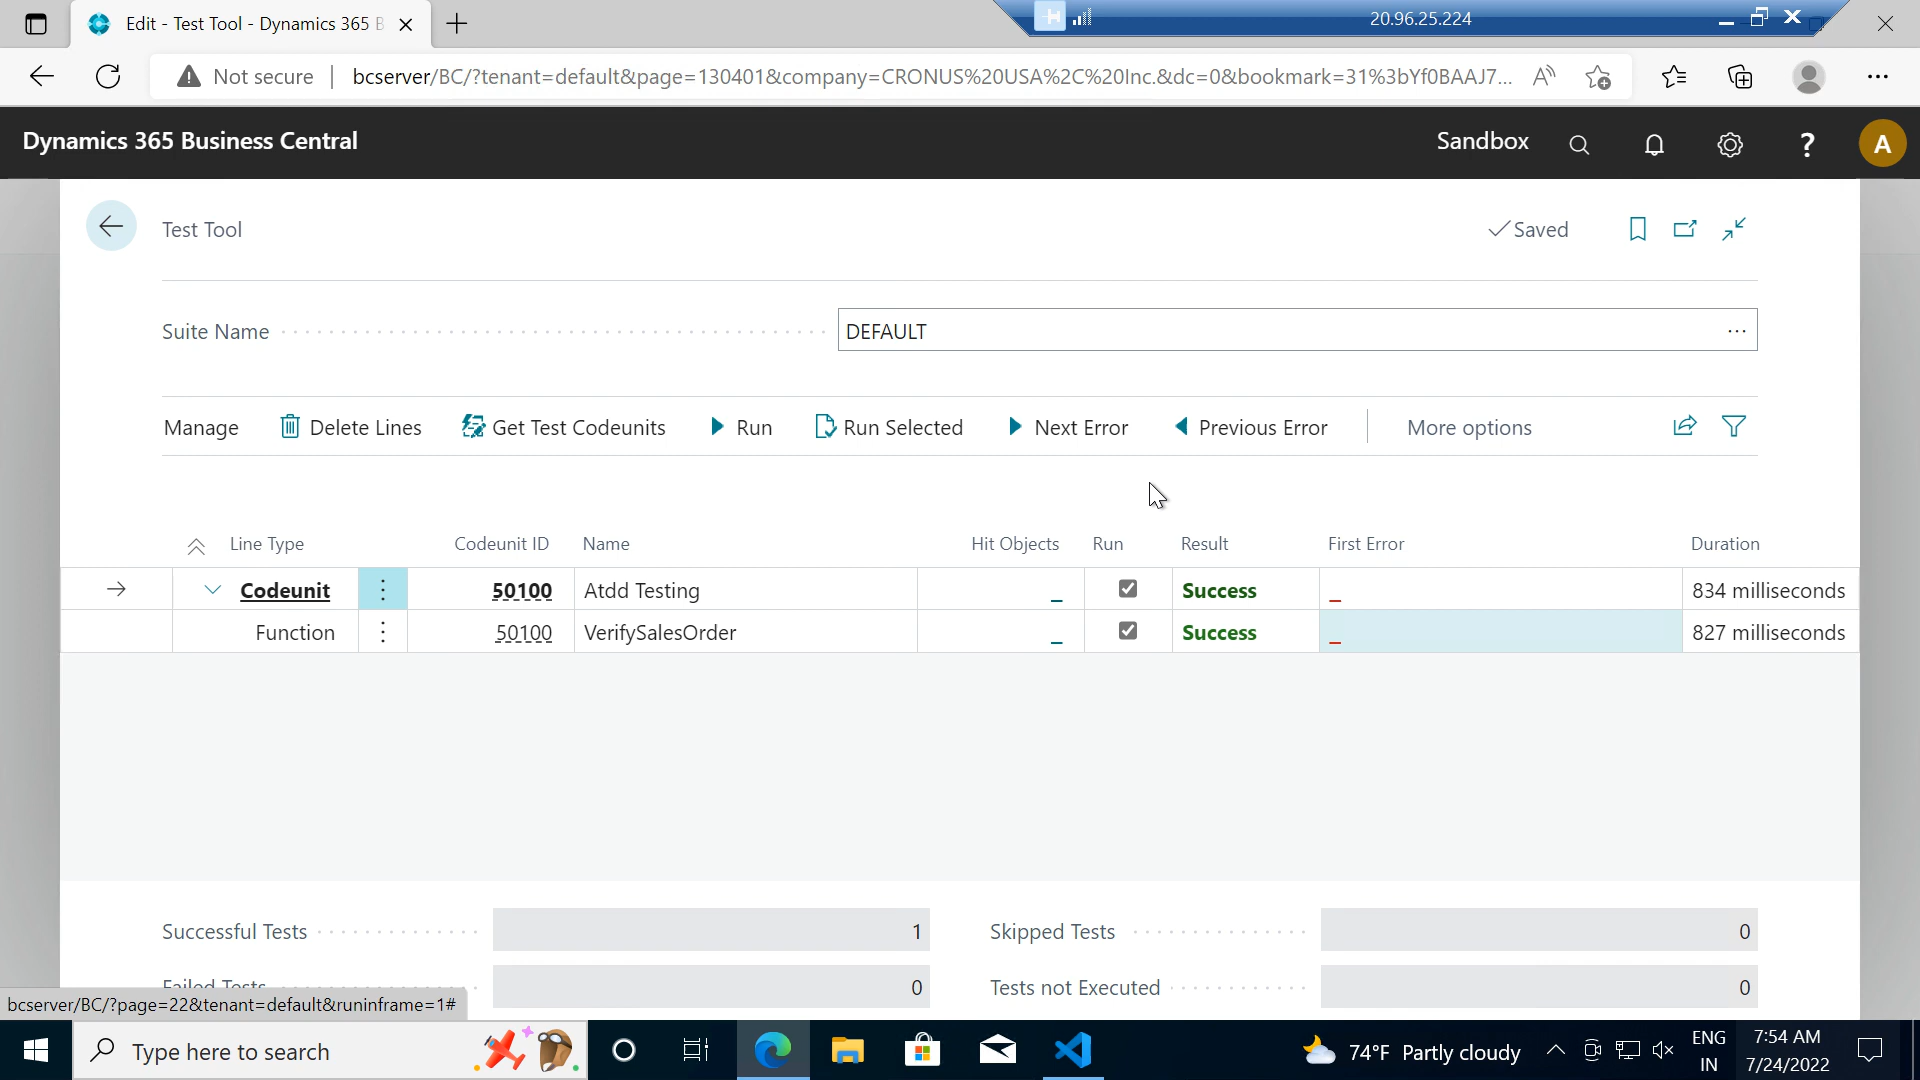 Edit - Test Tool - Dynamics 365 B
20.96.25.224
Not secure
bcserver/BC/?tenant=default&page=130401&company=CRONUS%20USA%2C%20Inc.&dc=0&bookmark=31%3bYf0BAAJ7...
Dynamics 365 Business Central
Sandbox
?
A
Test Tool
Saved
Suite Name
DEFAULT
Manage
Delete Lines
Get Test Codeunits
Run
Run Selected
Next Error
Previous Error
More options
Line Type Codeunit ID Name Hit Objects Run Result First Error Duration
Codeunit 50100 Atdd Testing _ Success _ 834 milliseconds
Function 50100 VerifySalesOrder _ Success _ 827 milliseconds
Successful Tests 1
Skipped Tests 0
Failed Tests 0
Tests not Executed 0
bcserver/BC/?page=22&tenant=default&runinframe=1#
Type here to search
74°F Partly cloudy
ENG
IN
7:54 AM
7/24/2022